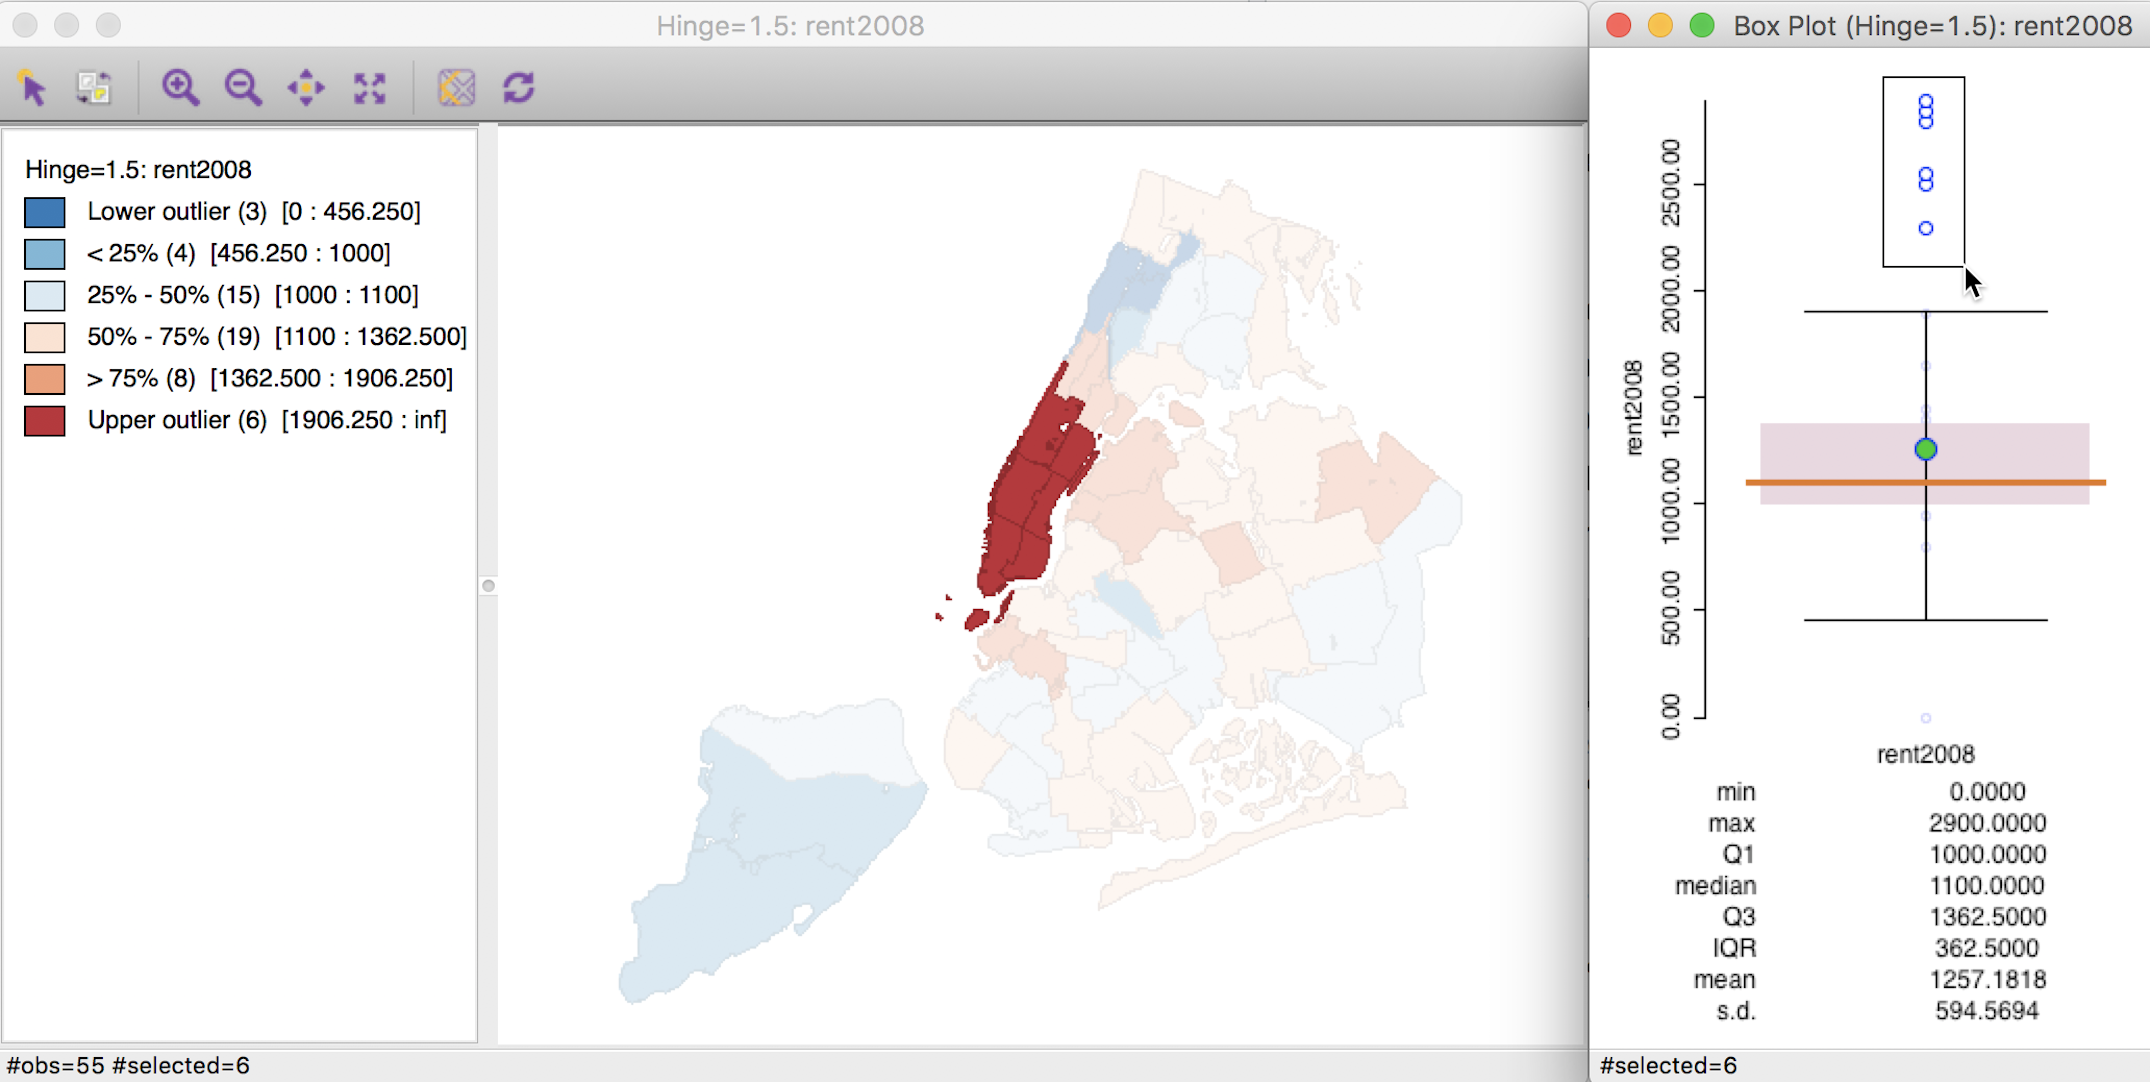 Hinge=1.5: rent2008
Box Plot (Hinge=1.5): rent2008
Hinge=1.5: rent2008
Lower outlier (3) [0 : 456.250]
< 25% (4) [456.250 : 1000]
25% - 50% (15) [1000 : 1100]
50% - 75% (19) [1100 : 1362.500]
> 75% (8) [1362.500 : 1906.250]
Upper outlier (6) [1906.250 : inf]
#obs=55 #selected=6
rent2008
2500.00
2000.00
1500.00
1000.00
500.00
0.00
rent2008
min 0.0000
max 2900.0000
Q1 1000.0000
median 1100.0000
Q3 1362.5000
IQR 362.5000
mean 1257.1818
s.d. 594.5694
#selected=6